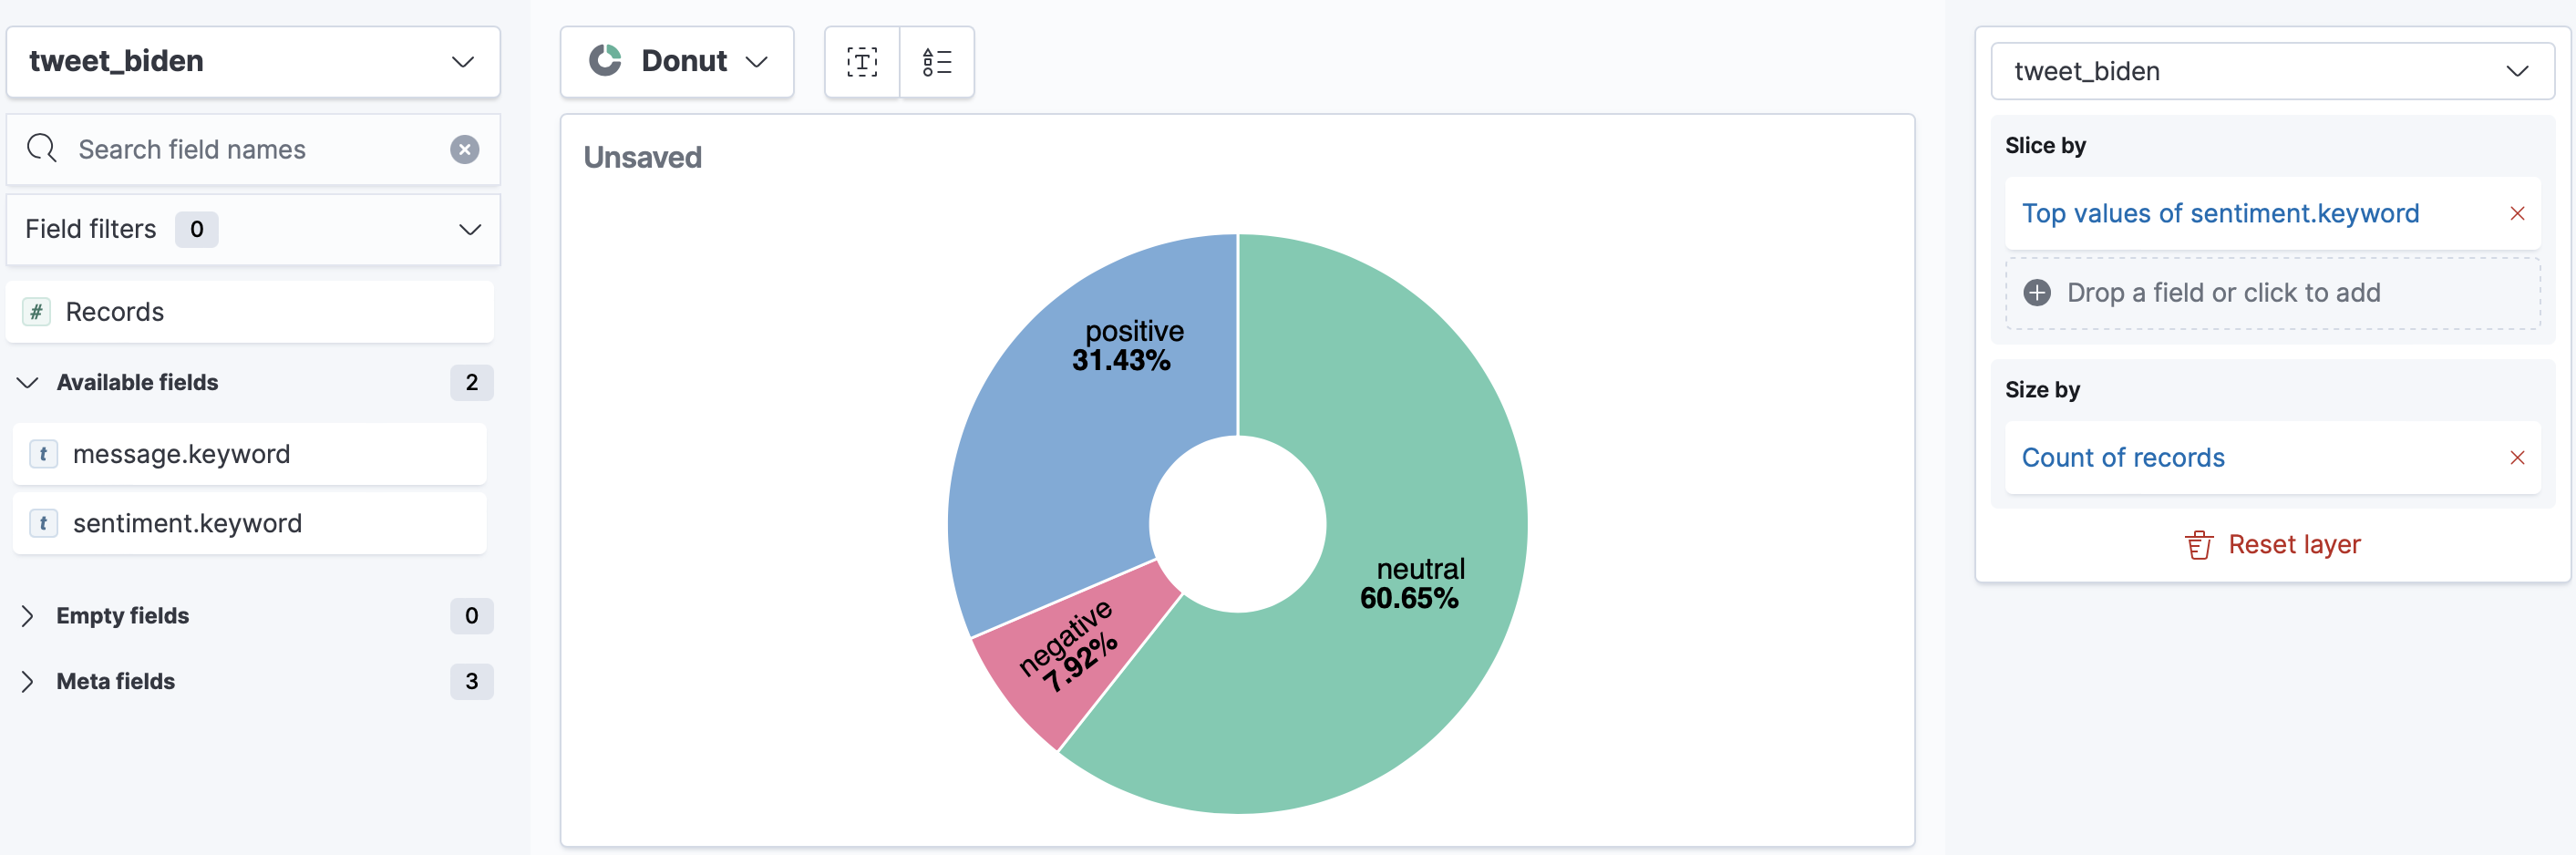 tweet_biden
Search field names
Field filters 0
# Records
Available fields 2
t message.keyword
t sentiment.keyword
Empty fields 0
Meta fields 3
Donut
T
Unsaved
positive
31.43%
negative
7.92%
neutral
60.65%
tweet_biden
Slice by
Top values of sentiment.keyword
Drop a field or click to add
Size by
Count of records
Reset layer